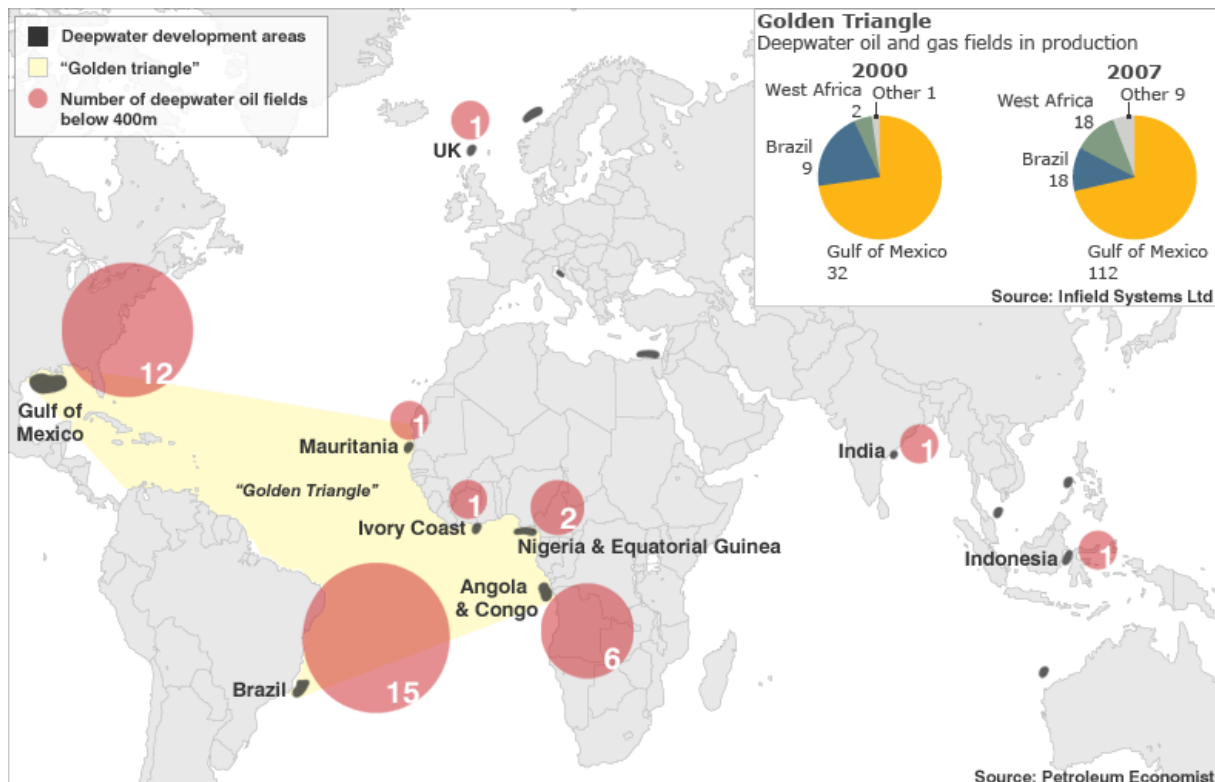 Deepwater development areas
“Golden triangle”
Number of deepwater oil fields
below 400m
Golden Triangle
Deepwater oil and gas fields in production
2000
West Africa
2
Other 1
Brazil
9
Gulf of Mexico
32
2007
Other 9
West Africa
18
Brazil
18
Gulf of Mexico
112
Source: Infield Systems Ltd
1
UK
12
Gulf of
Mexico
1
Mauritania
“Golden Triangle”
1
Ivory Coast
2
Nigeria & Equatorial Guinea
Angola
& Congo
6
15
Brazil
India
1
Indonesia
1
Source: Petroleum Economist